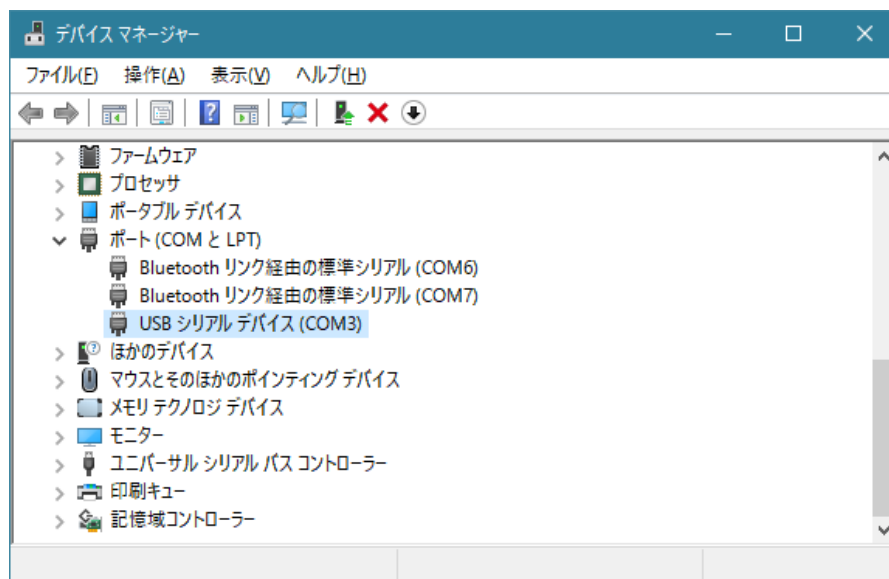 デバイス マネージャー
ファイル(F) 操作(A) 表示(V) ヘルプ(H)
ファームウェア
プロセッサ
ポータブル デバイス
ポート (COM と LPT)
Bluetooth リンク経由の標準シリアル (COM6)
Bluetooth リンク経由の標準シリアル (COM7)
USB シリアル デバイス (COM3)
ほかのデバイス
マウスとそのほかのポインティング デバイス
メモリ テクノロジ デバイス
モニター
ユニバーサル シリアル バス コントローラー
印刷キュー
記憶域コントローラー